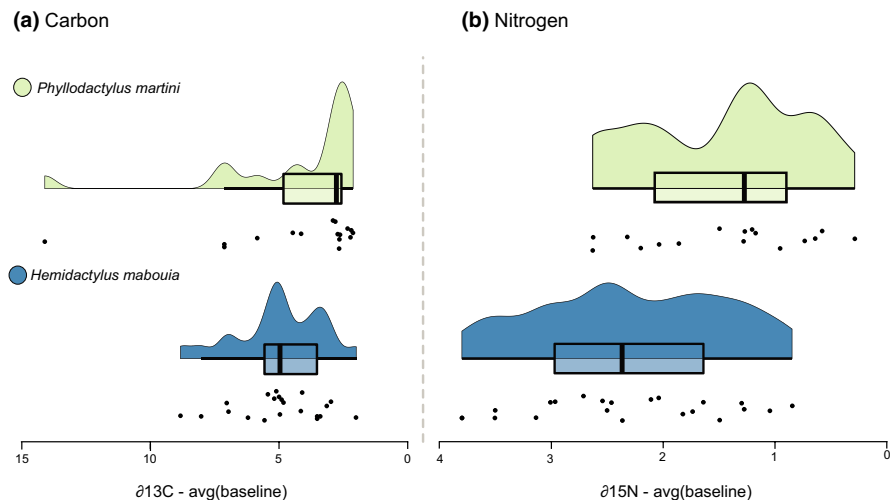 (a) Carbon
(b) Nitrogen
Phyllodactylus martini
Hemidactylus mabouia
15 10 5 0
4 3 2 1 0
∂13C - avg(baseline)
∂15N - avg(baseline)